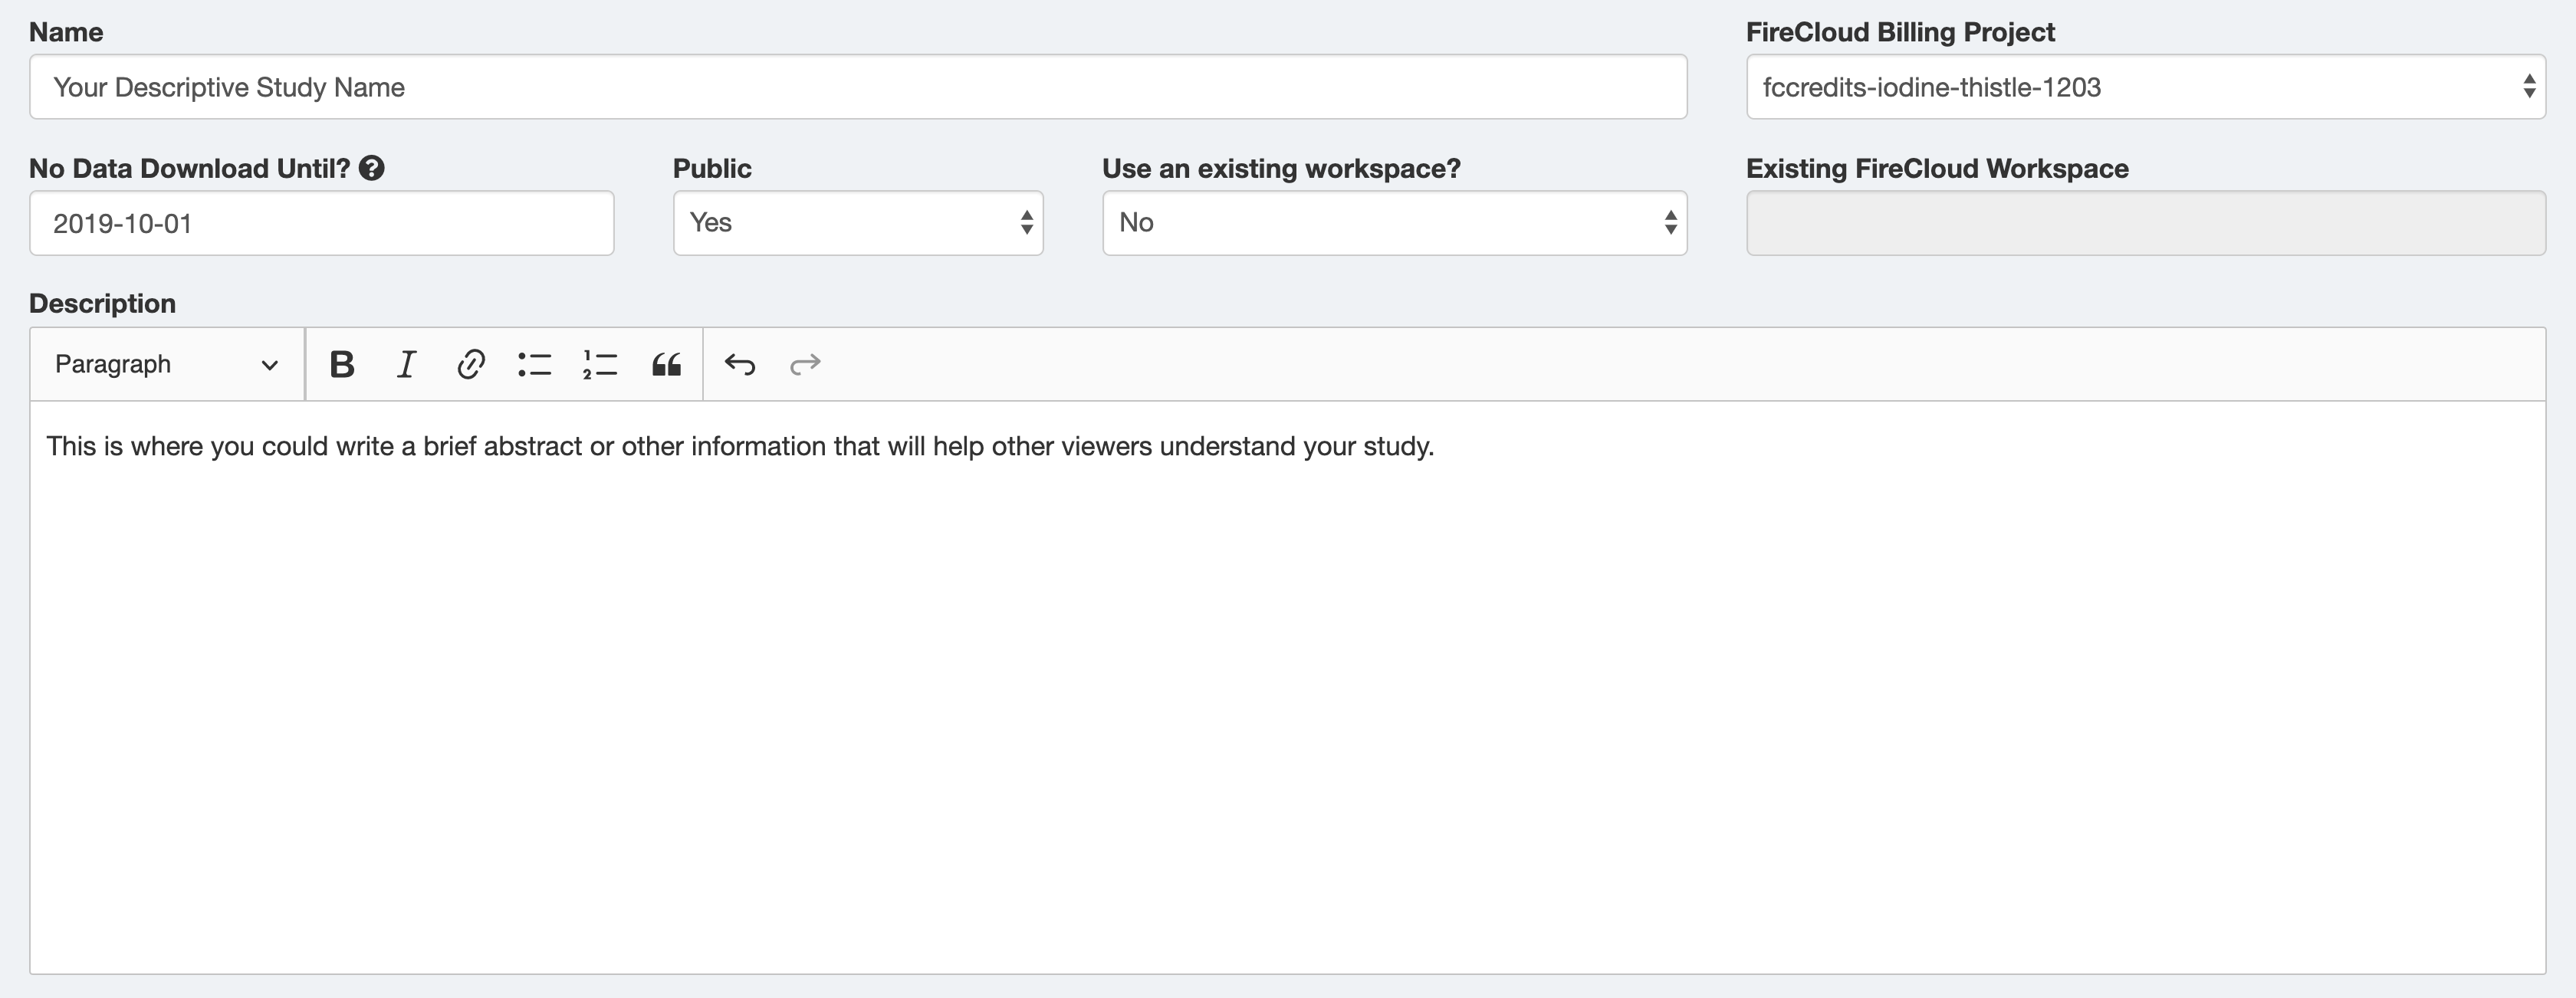 Name
FireCloud Billing Project
Your Descriptive Study Name
fccredits-iodine-thistle-1203
No Data Download Until?
Public
Use an existing workspace?
Existing FireCloud Workspace
2019-10-01
Yes
No
Description
Paragraph
This is where you could write a brief abstract or other information that will help other viewers understand your study.